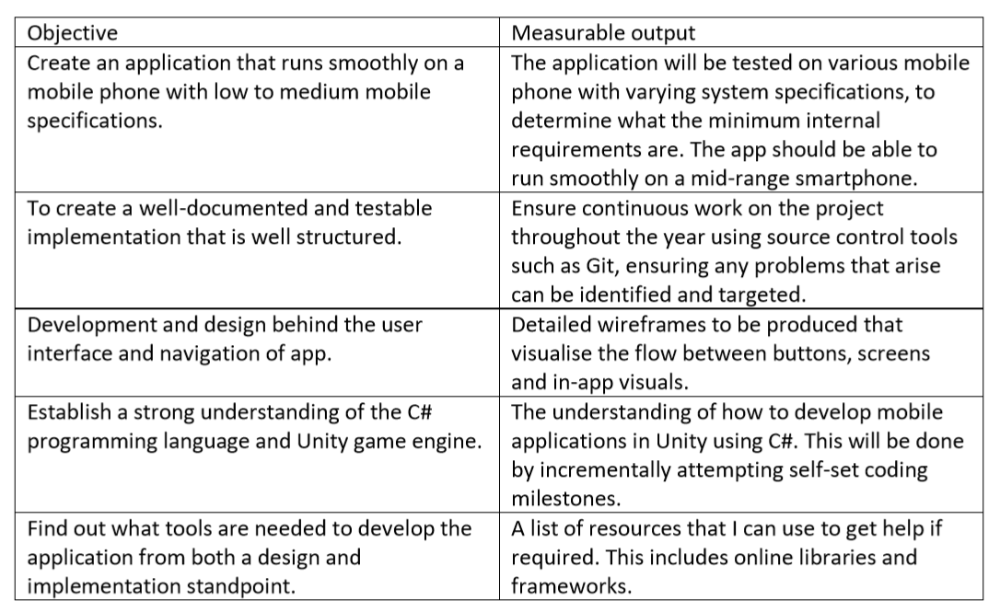 Objective
Measurable output
Create an application that runs smoothly on a
mobile phone with low to medium mobile
specifications.
The application will be tested on various mobile
phone with varying system specifications, to
determine what the minimum internal
requirements are. The app should be able to
run smoothly on a mid-range smartphone.
To create a well-documented and testable
implementation that is well structured.
Ensure continuous work on the project
throughout the year using source control tools
such as Git, ensuring any problems that arise
can be identified and targeted.
Development and design behind the user
interface and navigation of app.
Detailed wireframes to be produced that
visualise the flow between buttons, screens
and in-app visuals.
Establish a strong understanding of the C#
programming language and Unity game engine.
The understanding of how to develop mobile
applications in Unity using C#. This will be done
by incrementally attempting self-set coding
milestones.
Find out what tools are needed to develop the
application from both a design and
implementation standpoint.
A list of resources that I can use to get help if
required. This includes online libraries and
frameworks.